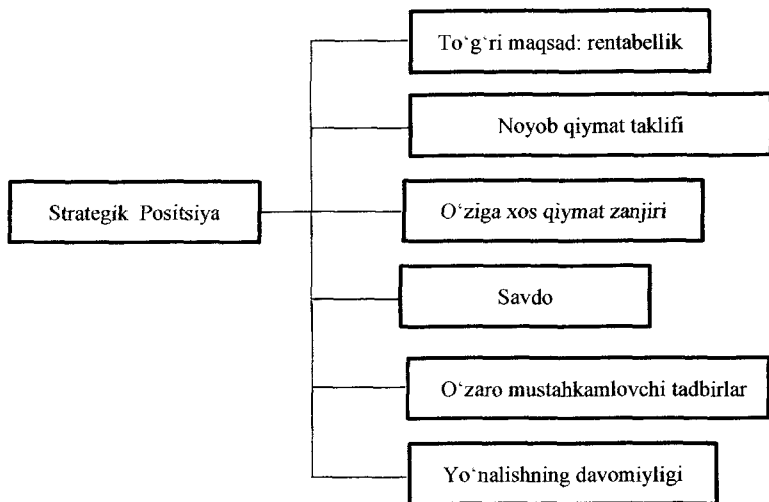 To‘g‘ri maqsad: rentabellik
Noyob qiymat taklifi
Strategik Positsiya
O‘ziga xos qiymat zanjiri
Savdo
O‘zaro mustahkamlovchi tadbirlar
Yo‘nalishning davomiyligi